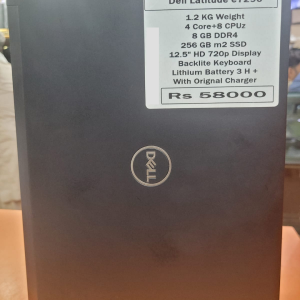 Dell Latitude e7290
1.2 KG Weight
4 Core+8 CPUz
8 GB DDR4
256 GB m2 SSD
12.5" HD 720p Display
Backlite Keyboard
Lithium Battery 3 H +
With Orignal Charger
Rs 58000
DELL